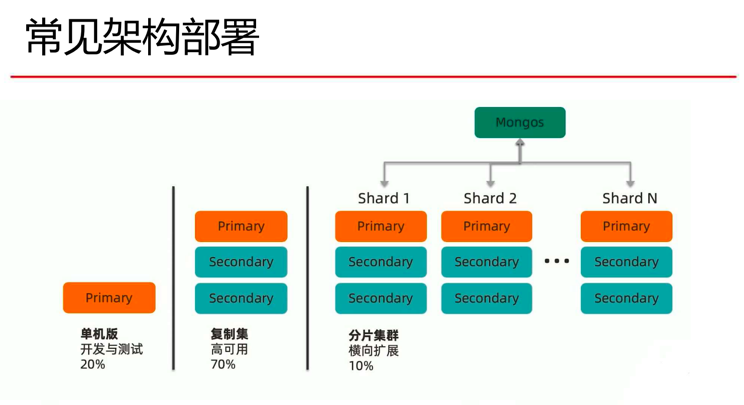 常见架构部署
Mongos
Shard 1
Shard 2
Shard N
Primary
Primary
Primary
Primary
Secondary
Secondary
Secondary
Secondary
•••
Primary
Secondary
Secondary
Secondary
Secondary
单机版
开发与测试
20%
复制集
高可用
70%
分片集群
横向扩展
10%